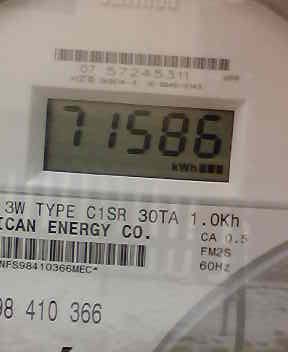 07 57245311
71586
kWh
3W TYPE C1SR 30TA 1.0Kh
ICAN ENERGY CO.
CA 0.5
FM2S
60Hz
NFS98410366MEC*
98 410 366